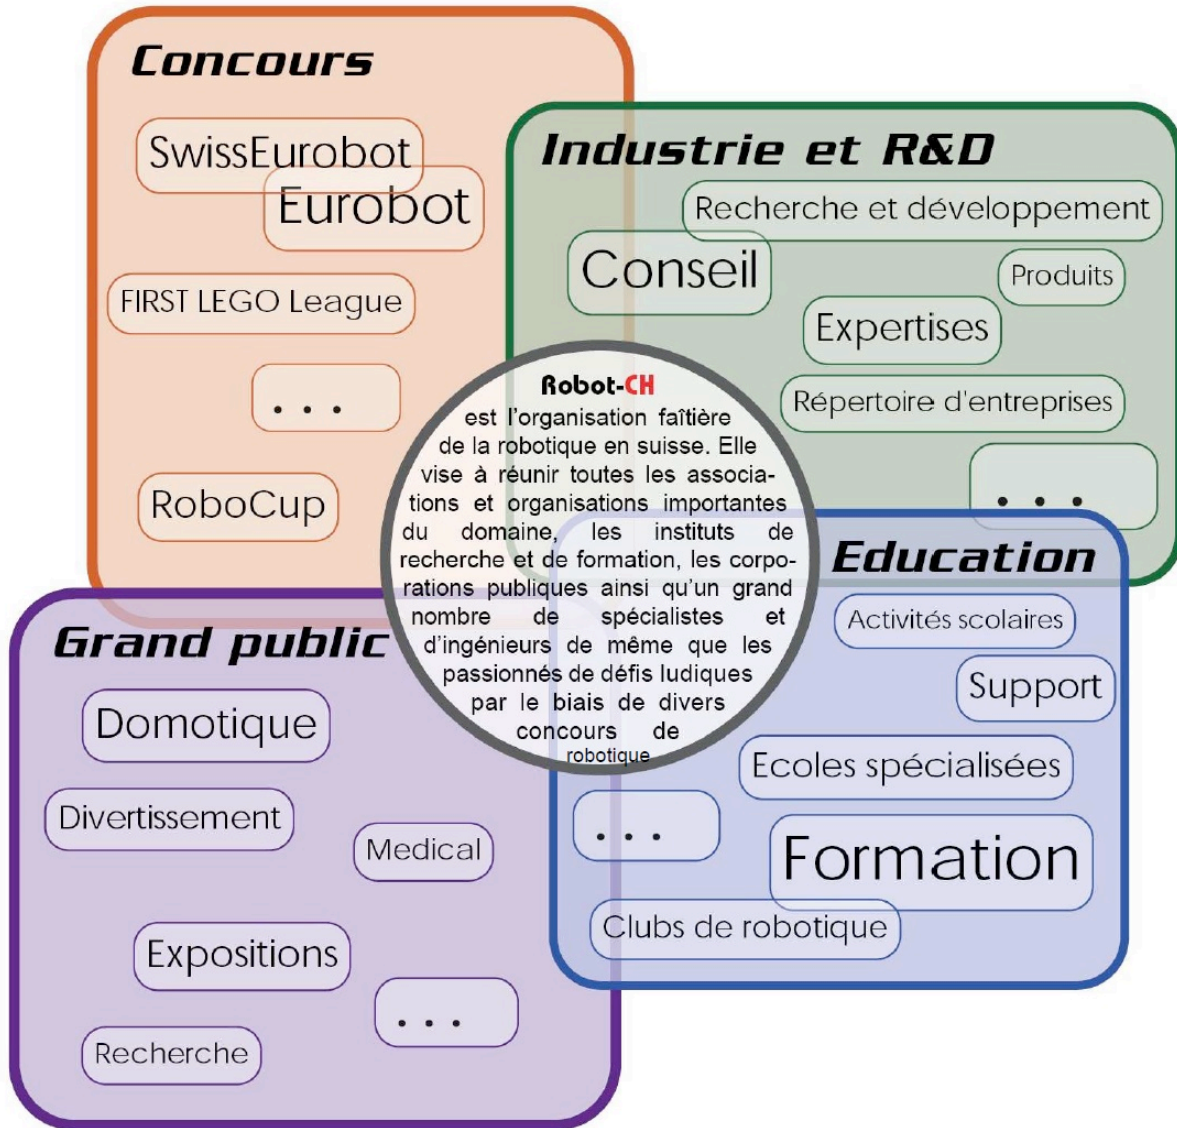 Concours
SwissEurobot
Eurobot
FIRST LEGO League
. . .
RoboCup
Industrie et R&D
Recherche et développement
Conseil
Produits
Expertises
Répertoire d'entreprises
. . .
Robot-CH
est l'organisation faîtière
de la robotique en suisse. Elle
vise à réunir toutes les associa-
tions et organisations importantes
du domaine, les instituts de
recherche et de formation, les corpo-
rations publiques ainsi qu'un grand
nombre de spécialistes et
d'ingénieurs de même que les
passionnés de défis ludiques
par le biais de divers
concours de
robotique
Grand public
Domotique
Divertissement
Medical
Expositions
. . .
Recherche
Education
Activités scolaires
Support
Ecoles spécialisées
. . .
Formation
Clubs de robotique